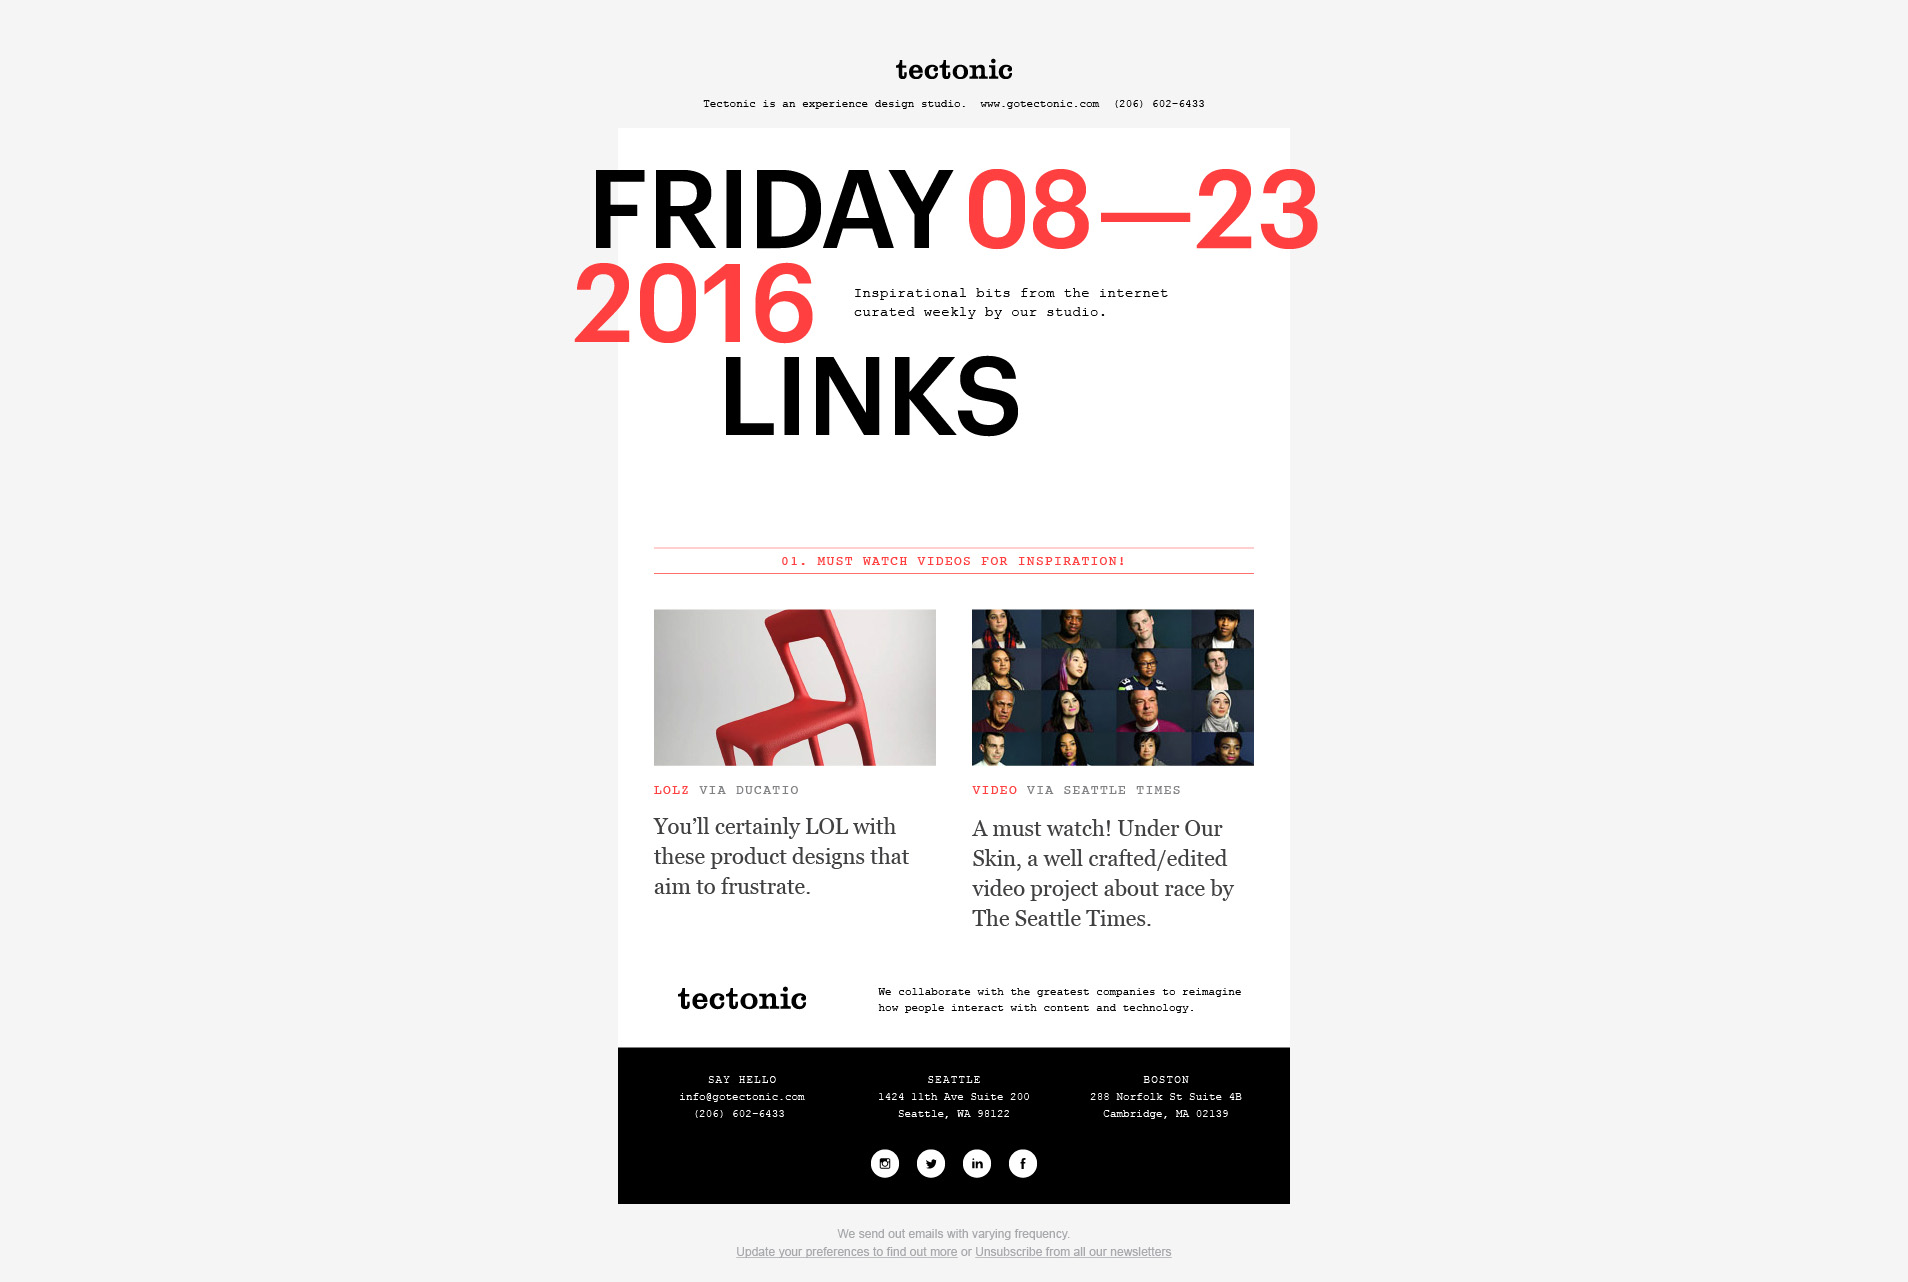 tectonic
Tectonic is an experience design studio. www.gotectonic.com (206) 602-6433
FRIDAY 08—23
2016
Inspirational bits from the internet
curated weekly by our studio.
LINKS
01. MUST WATCH VIDEOS FOR INSPIRATION!
LOLZ VIA DUCATIO
You’ll certainly LOL with
these product designs that
aim to frustrate.
VIDEO VIA SEATTLE TIMES
A must watch! Under Our
Skin, a well crafted/edited
video project about race by
The Seattle Times.
tectonic
We collaborate with the greatest companies to reimagine
how people interact with content and technology.
SAY HELLO
info@gotectonic.com
(206) 602-6433
SEATTLE
1424 11th Ave Suite 200
Seattle, WA 98122
BOSTON
288 Norfolk St Suite 4B
Cambridge, MA 02139
We send out emails with varying frequency.
Update your preferences to find out more or Unsubscribe from all our newsletters